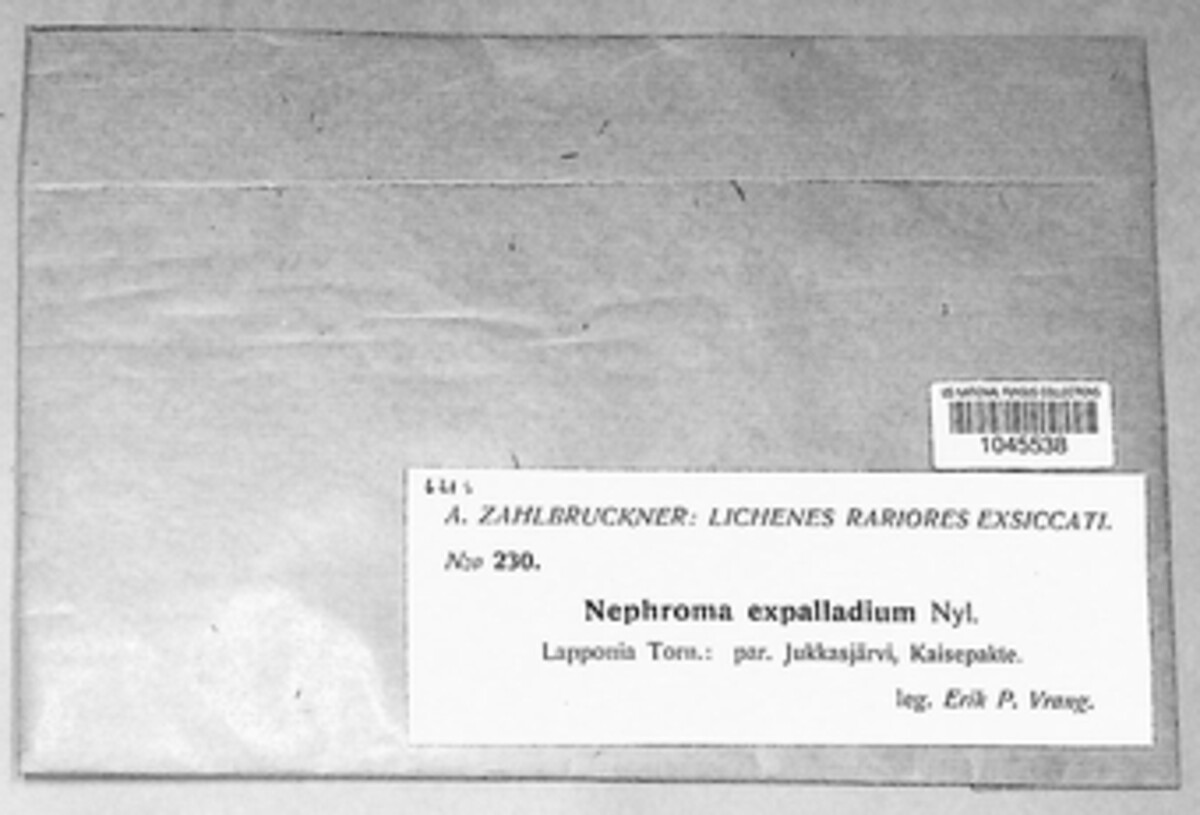 US NATIONAL FUNGUS COLLECTIONS
1045538
A. ZAHLBRUCKNER: LICHENES RARIORES EXSICCATI.
Nro 230.
Nephroma expalladium Nyl.
Lapponia Torn.: par. Jukkasjärvi, Kaisepakte.
leg. Erik P. Vrang.